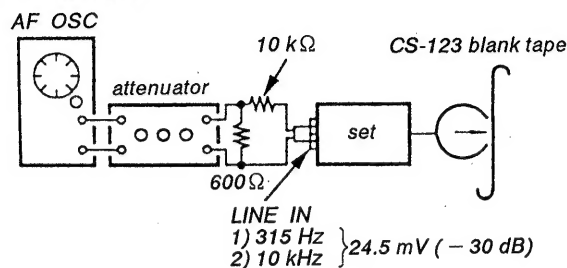 AF OSC
10 kΩ
CS-123 blank tape
attenuator
set
600Ω
LINE IN
1) 315 Hz
2) 10 kHz
24.5 mV (– 30 dB)